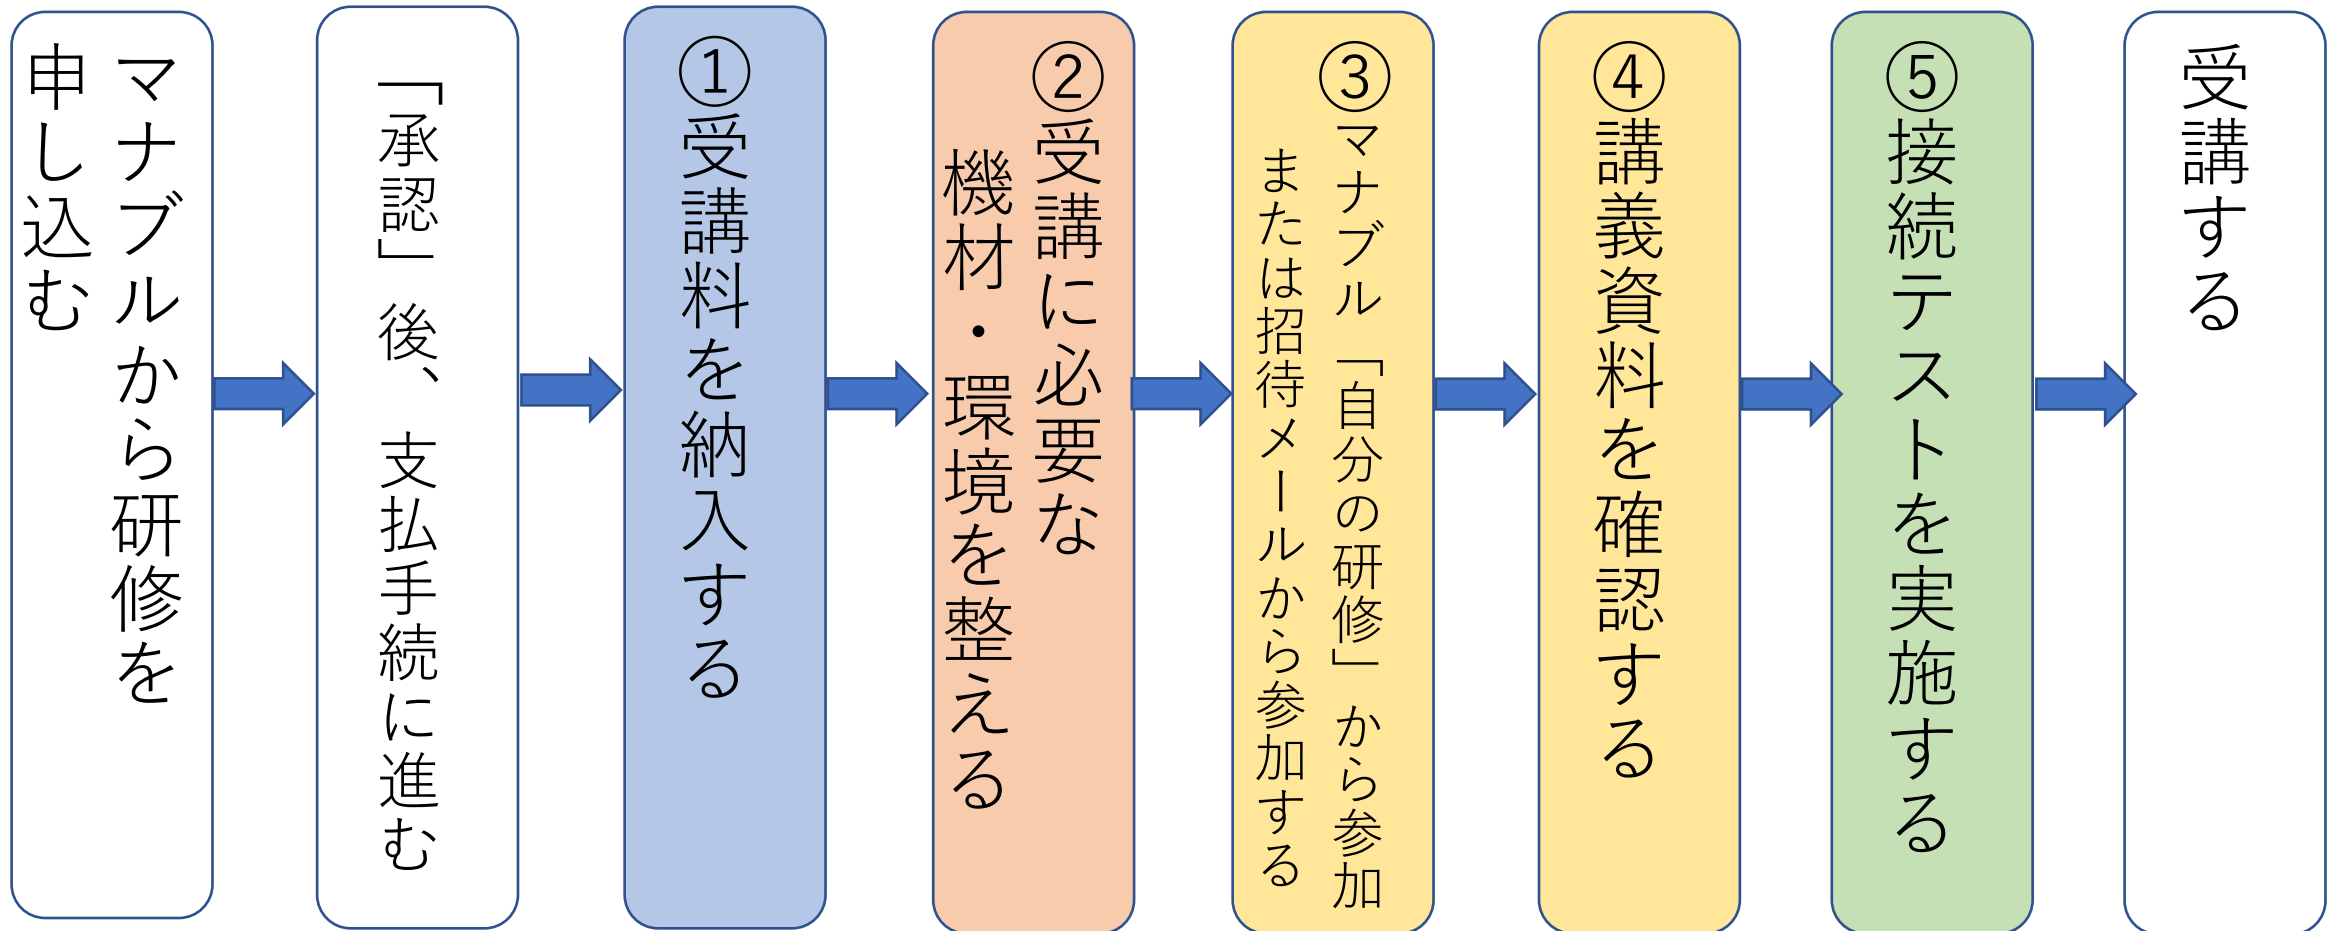 マナブルから研修を
申し込む
「承認」後、支払手続に進む
①受講料を納入する
②受講に必要な
機材・環境を整える
③マナブル「自分の研修」から参加
または招待メールから参加する
④講義資料を確認する
⑤接続テストを実施する
受講する